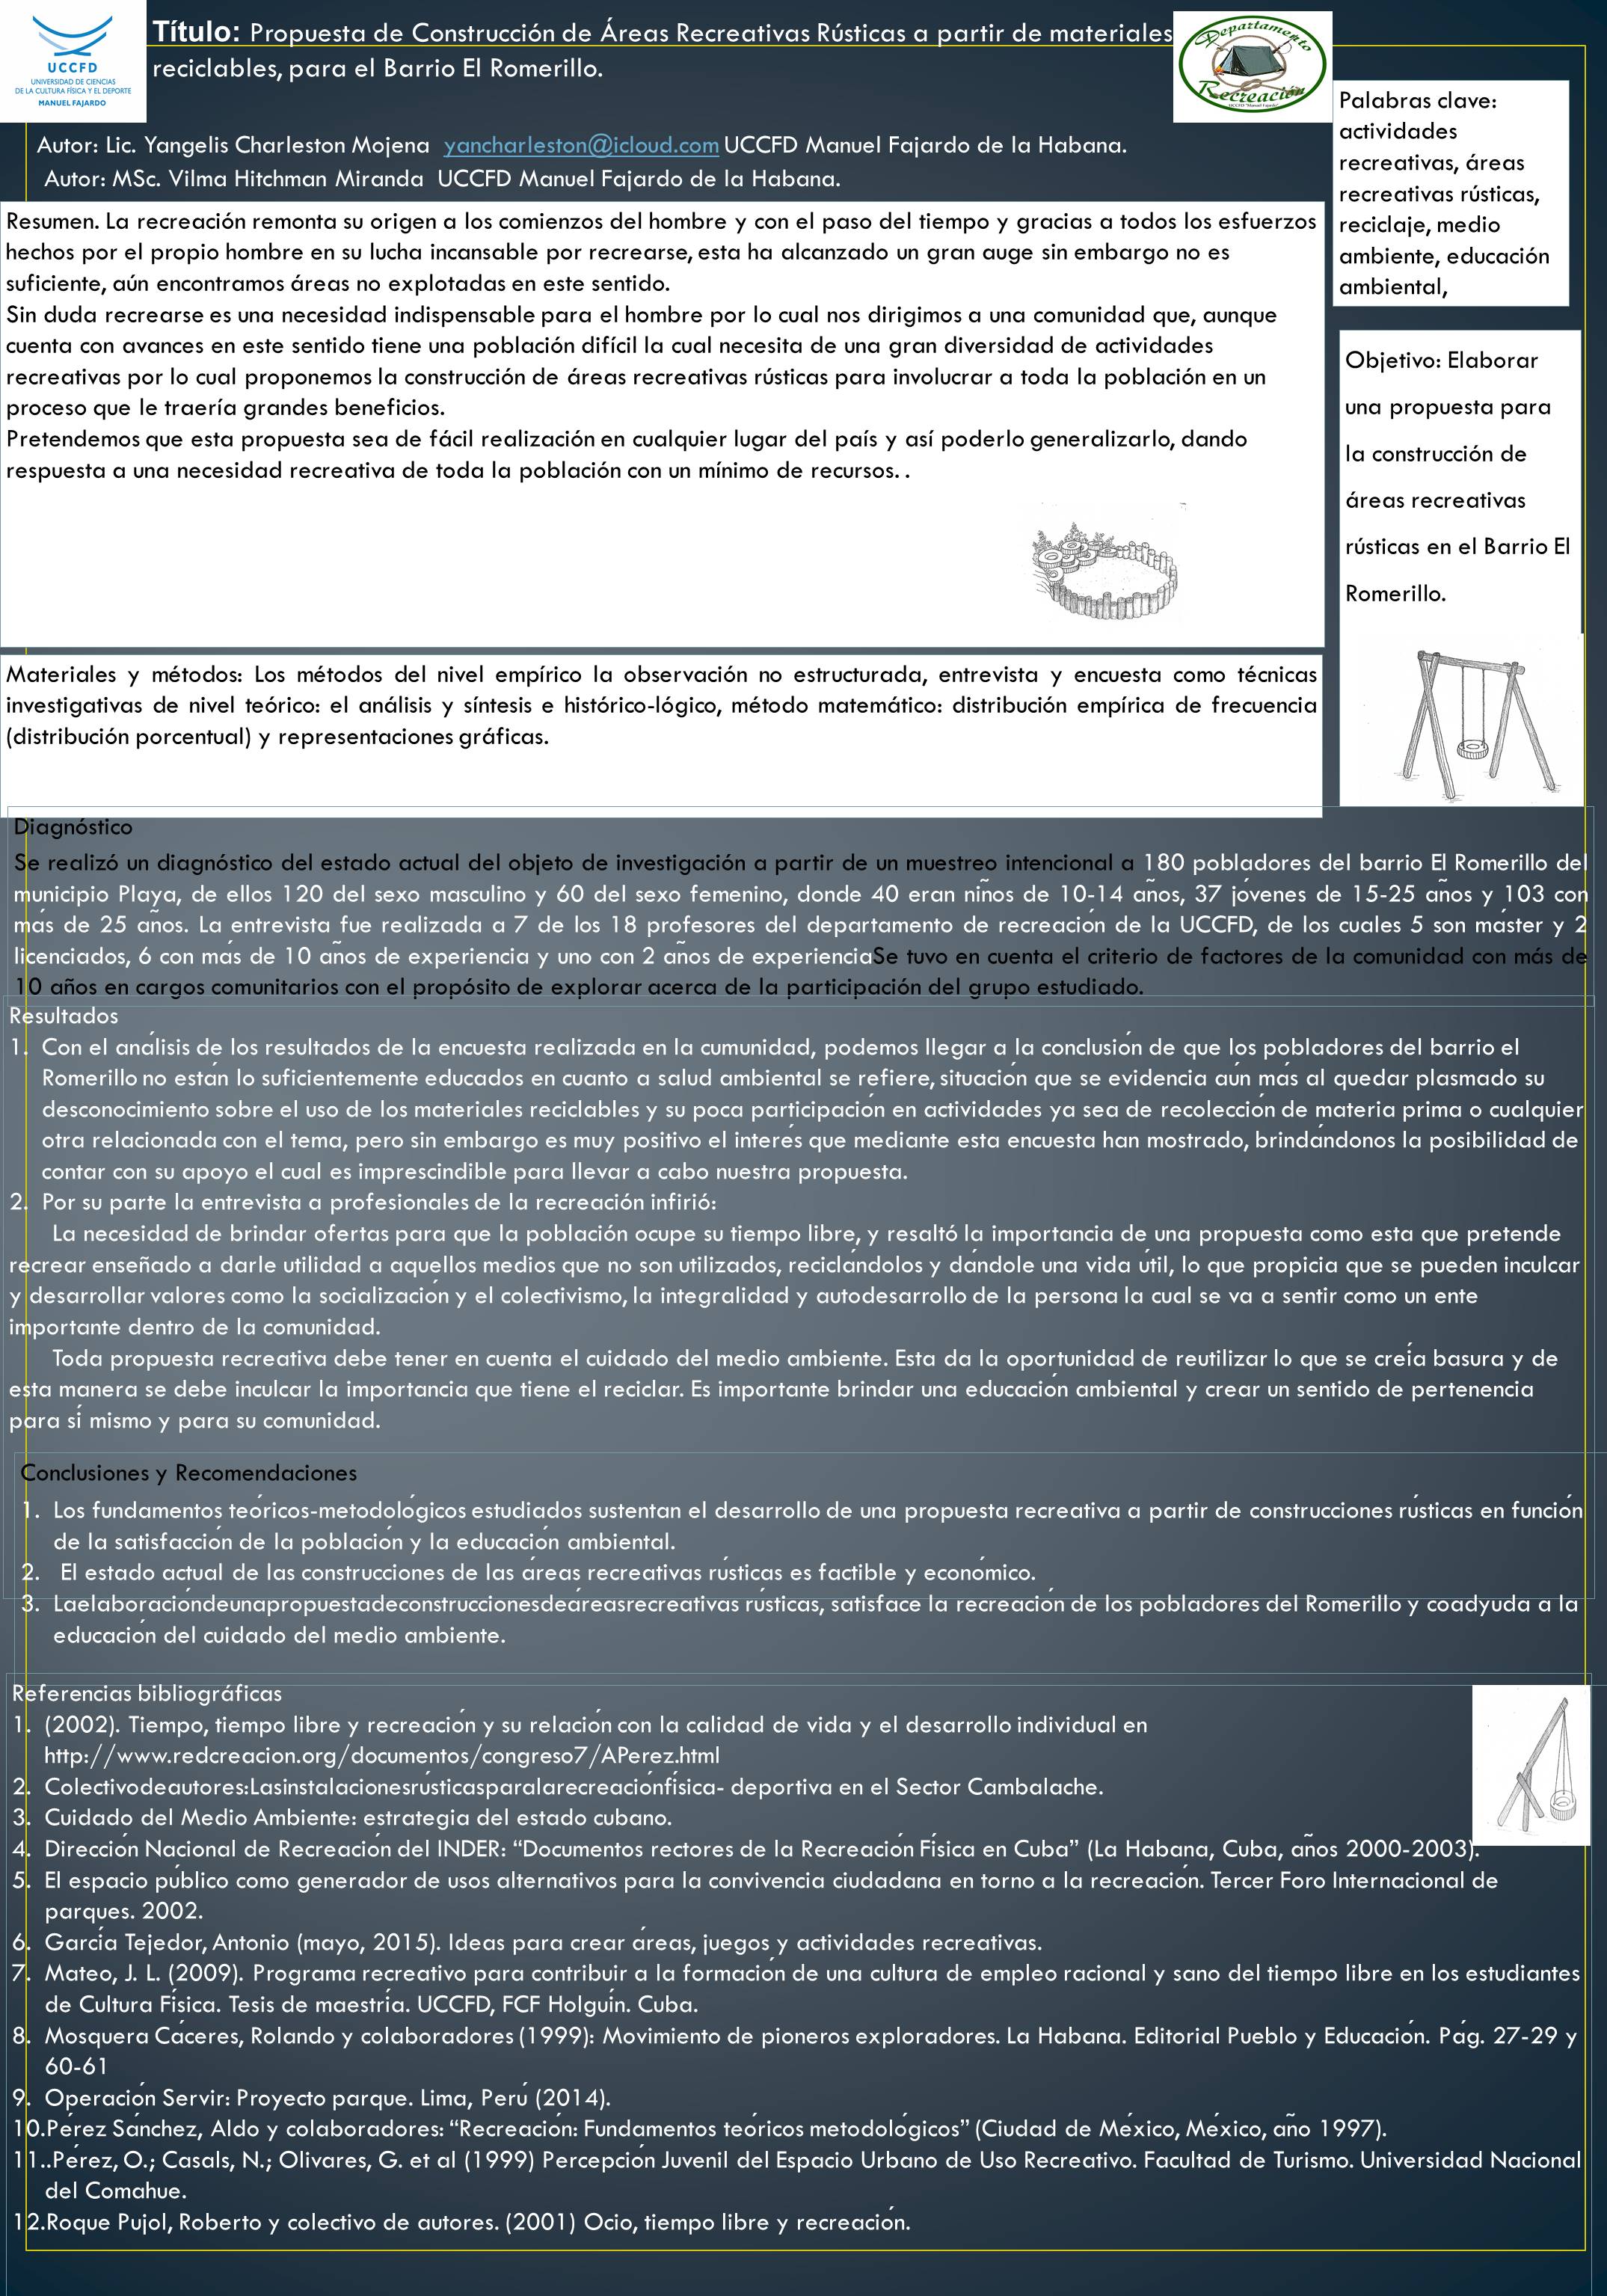 UCCFD
UNIVERSIDAD DE CIENCIAS
DE LA CULTURA FÍSICA Y EL DEPORTE
MANUEL FAJARDO
Título: Propuesta de Construcción de Áreas Recreativas Rústicas a partir de materiales
reciclables, para el Barrio El Romerillo.
Departamento
Recreación
UCCFD "Manuel Fajardo"
Autor: Lic. Yangelis Charleston Mojena yancharleston@icloud.com UCCFD Manuel Fajardo de la Habana.
Autor: MSc. Vilma Hitchman Miranda UCCFD Manuel Fajardo de la Habana.
Palabras clave:
actividades
recreativas, áreas
recreativas rústicas,
reciclaje, medio
ambiente, educación
ambiental,
Resumen. La recreación remonta su origen a los comienzos del hombre y con el paso del tiempo y gracias a todos los esfuerzos
hechos por el propio hombre en su lucha incansable por recrearse, esta ha alcanzado un gran auge sin embargo no es
suficiente, aún encontramos áreas no explotadas en este sentido.
Sin duda recrearse es una necesidad indispensable para el hombre por lo cual nos dirigimos a una comunidad que, aunque
cuenta con avances en este sentido tiene una población difícil la cual necesita de una gran diversidad de actividades
recreativas por lo cual proponemos la construcción de áreas recreativas rústicas para involucrar a toda la población en un
proceso que le traería grandes beneficios.
Pretendemos que esta propuesta sea de fácil realización en cualquier lugar del país y así poderlo generalizarlo, dando
respuesta a una necesidad recreativa de toda la población con un mínimo de recursos. .
Objetivo: Elaborar
una propuesta para
la construcción de
áreas recreativas
rústicas en el Barrio El
Romerillo.
Materiales y métodos: Los métodos del nivel empírico la observación no estructurada, entrevista y encuesta como técnicas
investigativas de nivel teórico: el análisis y síntesis e histórico-lógico, método matemático: distribución empírica de frecuencia
(distribución porcentual) y representaciones gráficas.
Diagnóstico
Se realizó un diagnóstico del estado actual del objeto de investigación a partir de un muestreo intencional a 180 pobladores del barrio El Romerillo del
municipio Playa, de ellos 120 del sexo masculino y 60 del sexo femenino, donde 40 eran niños de 10-14 años, 37 jóvenes de 15-25 años y 103 con
más de 25 años. La entrevista fue realizada a 7 de los 18 profesores del departamento de recreación de la UCCFD, de los cuales 5 son máster y 2
licenciados, 6 con más de 10 años de experiencia y uno con 2 años de experienciaSe tuvo en cuenta el criterio de factores de la comunidad con más de
10 años en cargos comunitarios con el propósito de explorar acerca de la participación del grupo estudiado.
Resultados
1. Con el análisis de los resultados de la encuesta realizada en la cumunidad, podemos llegar a la conclusión de que los pobladores del barrio el
Romerillo no están lo suficientemente educados en cuanto a salud ambiental se refiere, situación que se evidencia aún más al quedar plasmado su
desconocimiento sobre el uso de los materiales reciclables y su poca participación en actividades ya sea de recolección de materia prima o cualquier
otra relacionada con el tema, pero sin embargo es muy positivo el interés que mediante esta encuesta han mostrado, brindándonos la posibilidad de
contar con su apoyo el cual es imprescindible para llevar a cabo nuestra propuesta.
2. Por su parte la entrevista a profesionales de la recreación infirió:
La necesidad de brindar ofertas para que la población ocupe su tiempo libre, y resaltó la importancia de una propuesta como esta que pretende
recrear enseñado a darle utilidad a aquellos medios que no son utilizados, reciclándolos y dándole una vida útil, lo que propicia que se pueden inculcar
y desarrollar valores como la socialización y el colectivismo, la integralidad y autodesarrollo de la persona la cual se va a sentir como un ente
importante dentro de la comunidad.
Toda propuesta recreativa debe tener en cuenta el cuidado del medio ambiente. Esta da la oportunidad de reutilizar lo que se creía basura y de
esta manera se debe inculcar la importancia que tiene el reciclar. Es importante brindar una educación ambiental y crear un sentido de pertenencia
para sí mismo y para su comunidad.
Conclusiones y Recomendaciones
1. Los fundamentos teóricos-metodológicos estudiados sustentan el desarrollo de una propuesta recreativa a partir de construcciones rústicas en función
de la satisfacción de la población y la educación ambiental.
2. El estado actual de las construcciones de las áreas recreativas rústicas es factible y económico.
3. Laelaboracióndeunapropuestadeconstruccionesdeáreasrecreativas rústicas, satisface la recreación de los pobladores del Romerillo y coadyuda a la
educación del cuidado del medio ambiente.
Referencias bibliográficas
1. (2002). Tiempo, tiempo libre y recreación y su relación con la calidad de vida y el desarrollo individual en
http://www.redcreacion.org/documentos/congreso7/APerez.html
2. Colectivodeautores:Lasinstalacionesrústicasparalarecreaciónfísica- deportiva en el Sector Cambalache.
3. Cuidado del Medio Ambiente: estrategia del estado cubano.
4. Dirección Nacional de Recreación del INDER: “Documentos rectores de la Recreación Física en Cuba” (La Habana, Cuba, años 2000-2003).
5. El espacio público como generador de usos alternativos para la convivencia ciudadana en torno a la recreación. Tercer Foro Internacional de
parques. 2002.
6. García Tejedor, Antonio (mayo, 2015). Ideas para crear áreas, juegos y actividades recreativas.
7. Mateo, J. L. (2009). Programa recreativo para contribuir a la formación de una cultura de empleo racional y sano del tiempo libre en los estudiantes
de Cultura Física. Tesis de maestría. UCCFD, FCF Holguín. Cuba.
8. Mosquera Cáceres, Rolando y colaboradores (1999): Movimiento de pioneros exploradores. La Habana. Editorial Pueblo y Educación. Pág. 27-29 y
60-61
9. Operación Servir: Proyecto parque. Lima, Perú (2014).
10.Pérez Sánchez, Aldo y colaboradores: “Recreación: Fundamentos teóricos metodológicos” (Ciudad de México, México, año 1997).
11..Pérez, O.; Casals, N.; Olivares, G. et al (1999) Percepción Juvenil del Espacio Urbano de Uso Recreativo. Facultad de Turismo. Universidad Nacional
del Comahue.
12.Roque Pujol, Roberto y colectivo de autores. (2001) Ocio, tiempo libre y recreación.